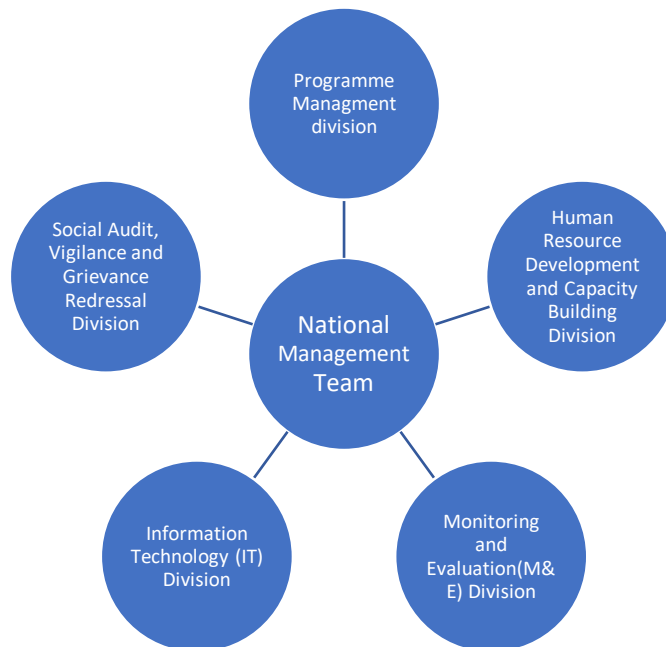 Programme
Managment
division
Human
Resource
Development
and Capacity
Building
Division
Monitoring
and
Evaluation(M&
E) Division
Information
Technology (IT)
Division
Social Audit,
Vigilance and
Grievance
Redressal
Division
National
Management
Team